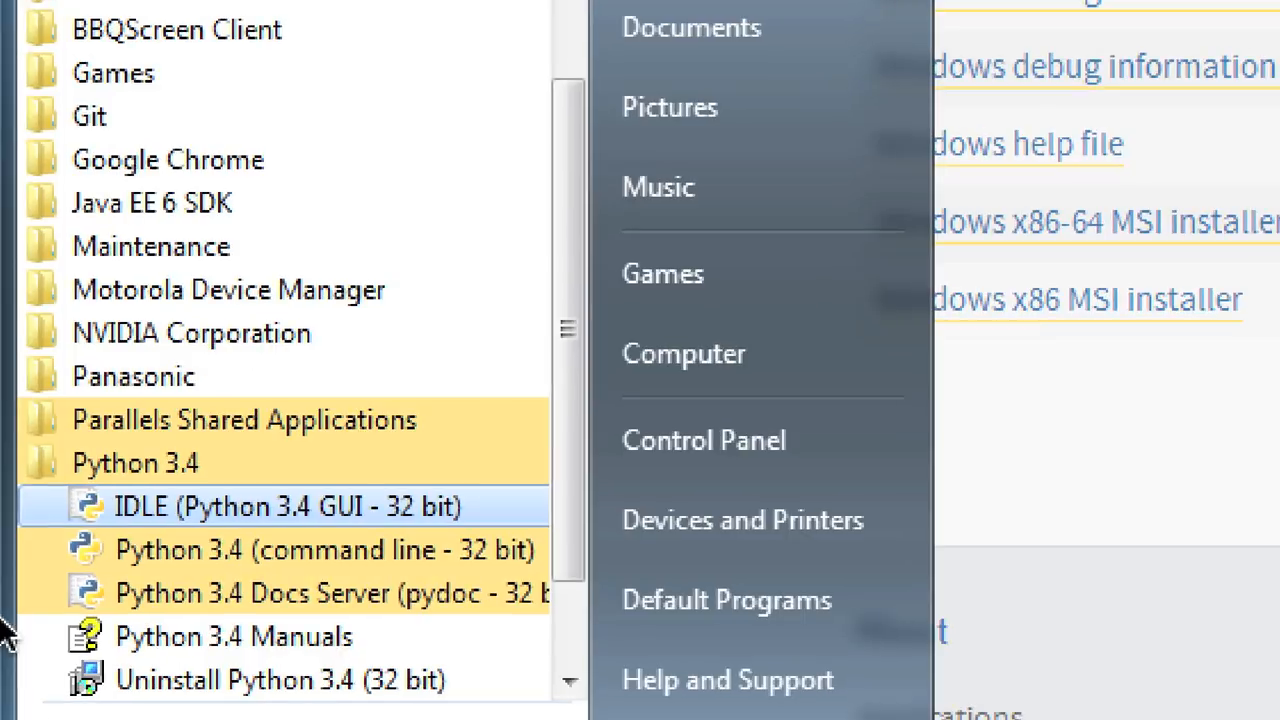 BBQScreen Client
Games
Git
Google Chrome
Java EE 6 SDK
Maintenance
Motorola Device Manager
NVIDIA Corporation
Panasonic
Parallels Shared Applications
Python 3.4
IDLE (Python 3.4 GUI - 32 bit)
Python 3.4 (command line - 32 bit)
Python 3.4 Docs Server (pydoc - 32 b
Python 3.4 Manuals
Uninstall Python 3.4 (32 bit)
Documents
Pictures
Music
Games
Computer
Control Panel
Devices and Printers
Default Programs
Help and Support
dows debug information
dows help file
dows x86-64 MSI installer
dows x86 MSI installer